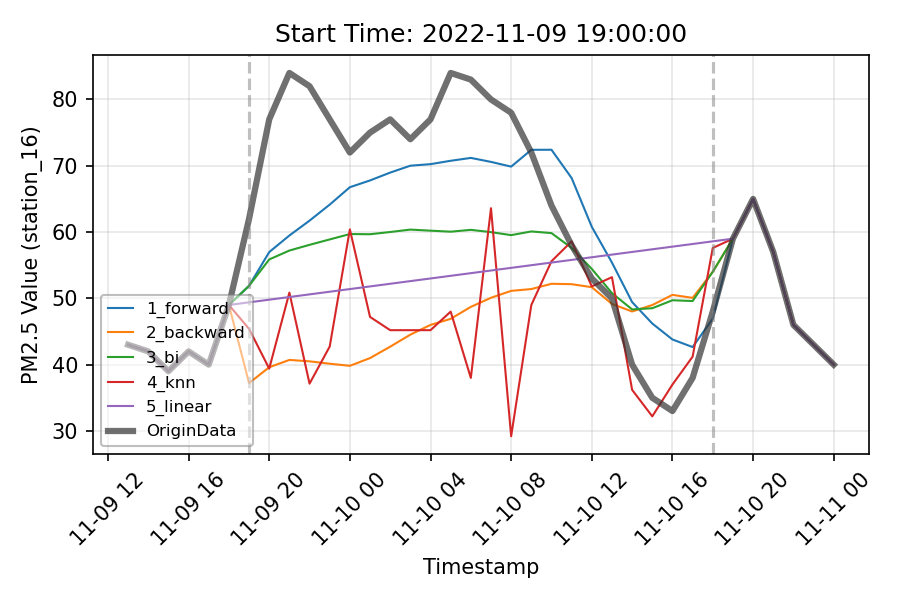 Start Time: 2022-11-09 19:00:00
PM2.5 Value (station_16)
80
70
60
50
40
30
1_forward
2_backward
3_bi
4_knn
5_linear
OriginData
11-09 12
11-09 16
11-09 20
11-10 00
11-10 04
11-10 08
11-10 12
11-10 16
11-10 20
11-11 00
Timestamp